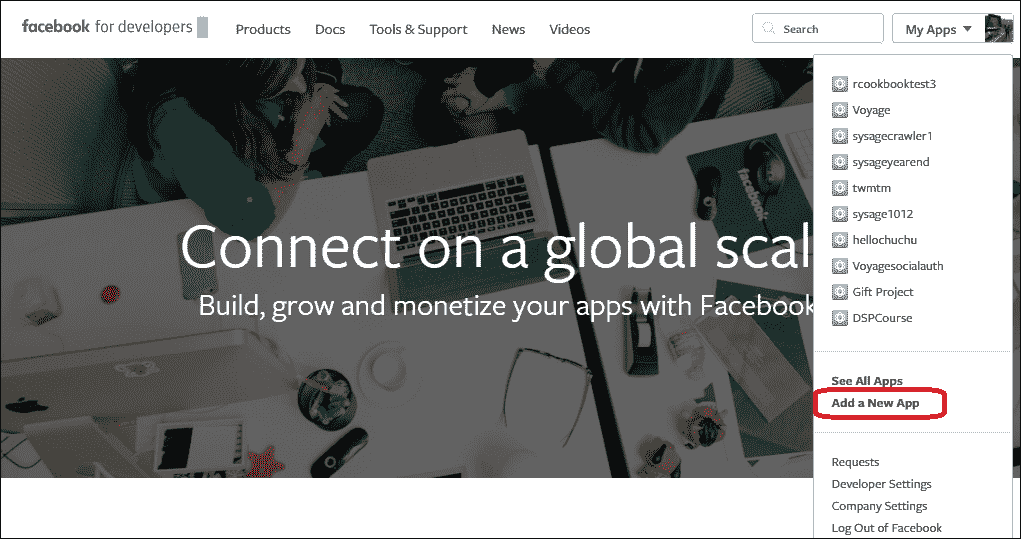 facebook for developers
Products
Docs
Tools & Support
News
Videos
Search
My Apps
rcookbooktest3
Voyage
sysagecrawler1
sysageyearend
twmtm
sysage1012
hellochuchu
Voyagesocialauth
Gift Project
DSPCourse
See All Apps
Add a New App
Requests
Developer Settings
Company Settings
Log Out of Facebook
Connect on a global scal
Build, grow and monetize your apps with Facebook
facebook